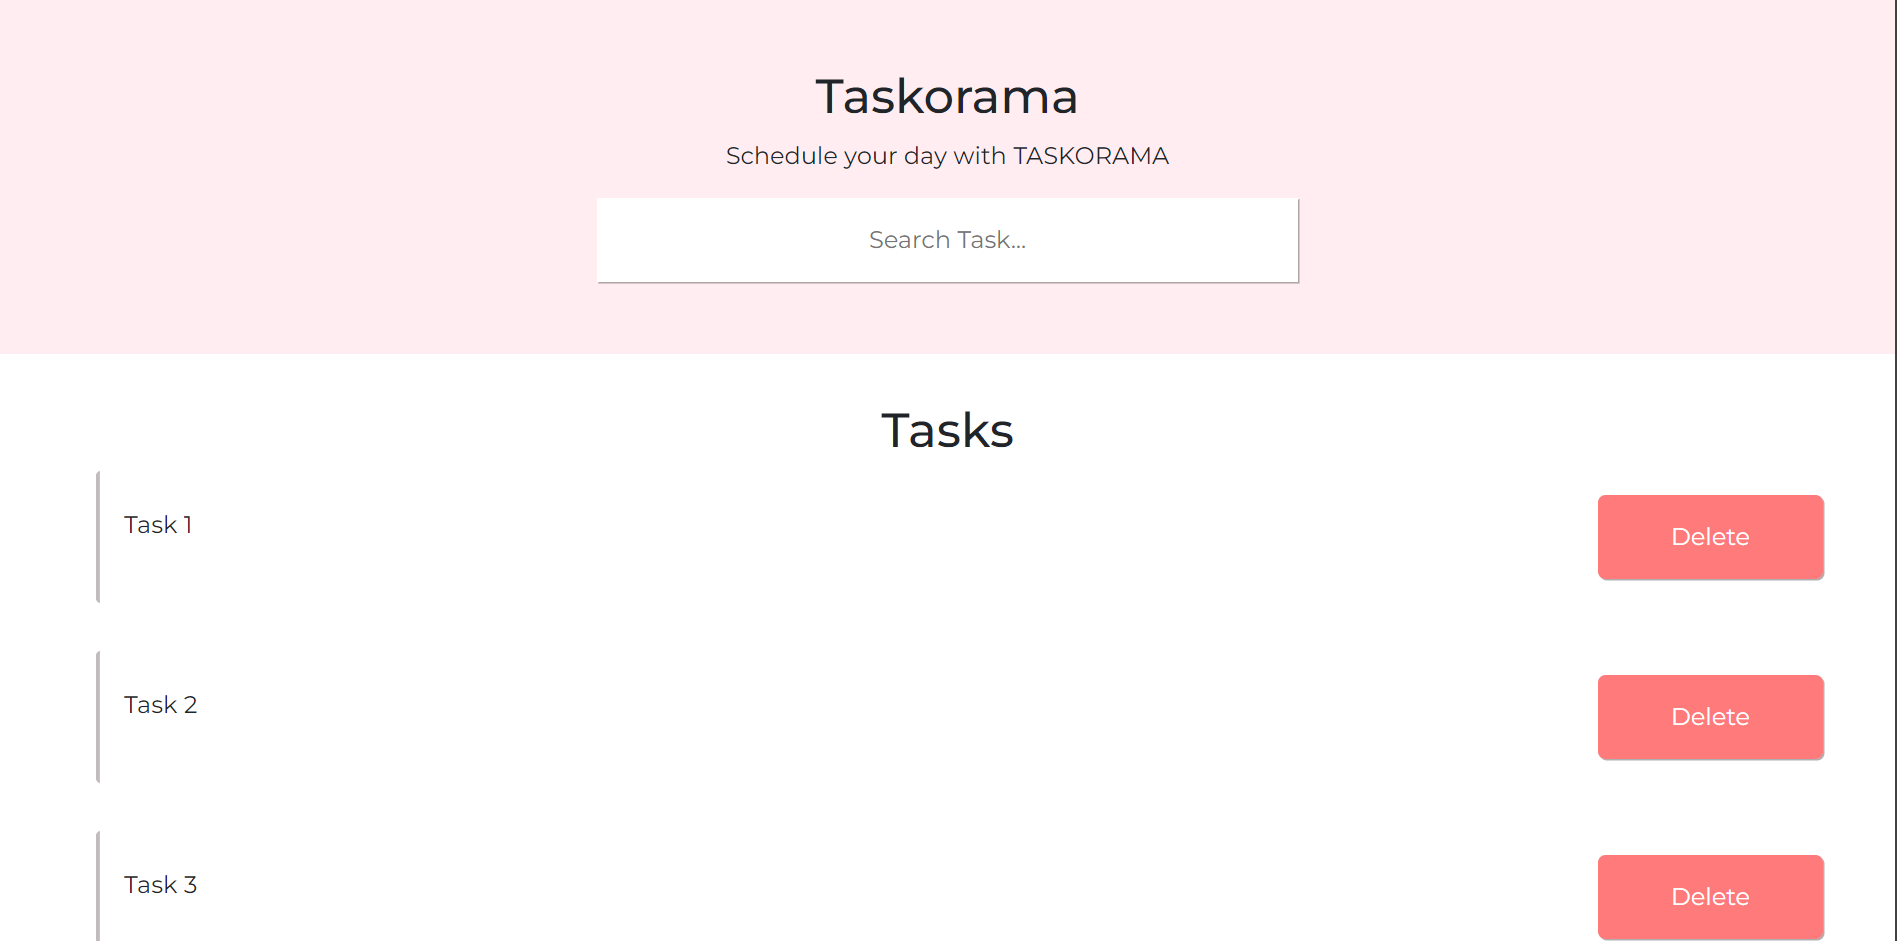 Taskorama
Schedule your day with TASKORAMA
Search Task...
Tasks
Task 1
Delete
Task 2
Delete
Task 3
Delete